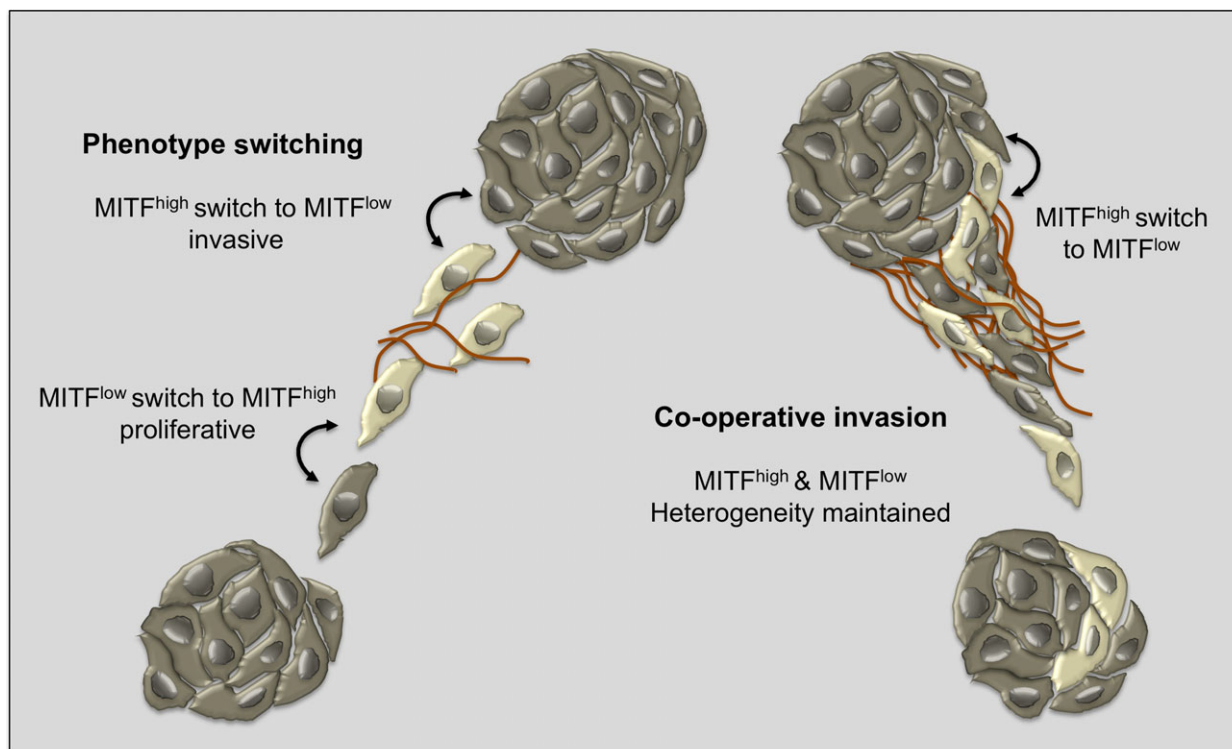 Phenotype switching
MITFhigh switch to MITFlow
invasive
MITFlow switch to MITFhigh
proliferative
MITFhigh switch
to MITFlow
Co-operative invasion
MITFhigh & MITFlow
Heterogeneity maintained